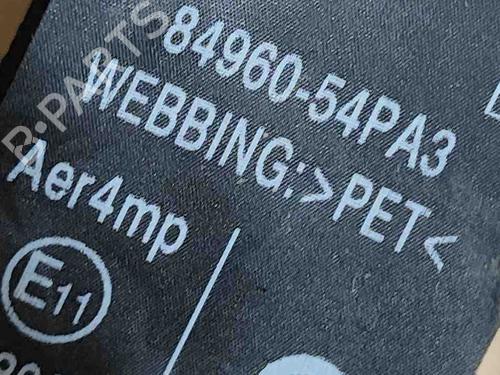 84960-54PA3
WEBBING:>PET<
Aer4mp
E11
B-PARTS